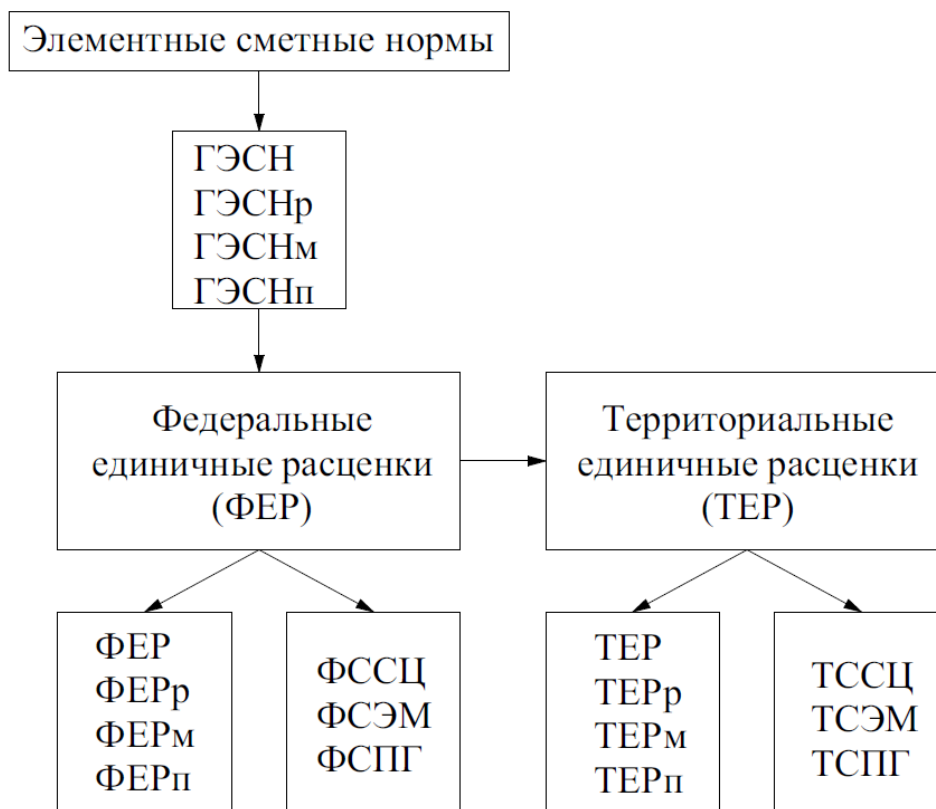 Элементные сметные нормы
ГЭСН
ГЭСНр
ГЭСНм
ГЭСНп
Федеральные
единичные расценки
(ФЕР)
Территориальные
единичные расценки
(ТЕР)
ФЕР
ФЕРр
ФЕРм
ФЕРп
ФССЦ
ФСЭМ
ФСПГ
ТЕР
ТЕРр
ТЕРм
ТЕРп
ТССЦ
ТСЭМ
ТСПГ